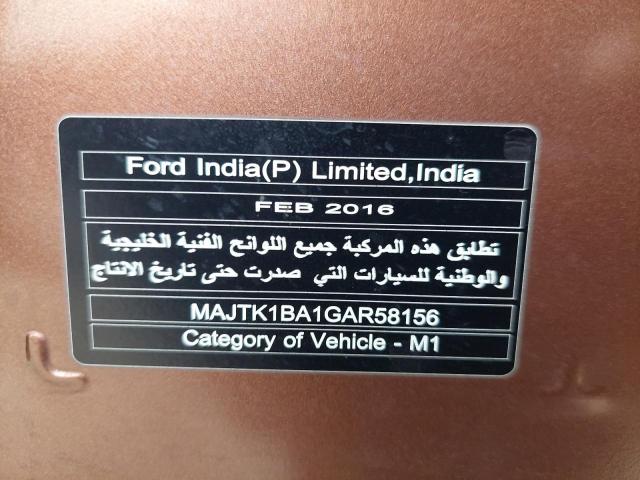 Ford India(P) Limited,India
FEB 2016
تطابق هذه المركبة جميع اللوائح الفنية الخليجية
والوطنية للسيارات التي صدرت حتى تاريخ الانتاج
MAJTK1BA1GAR58156
Category of Vehicle - M1